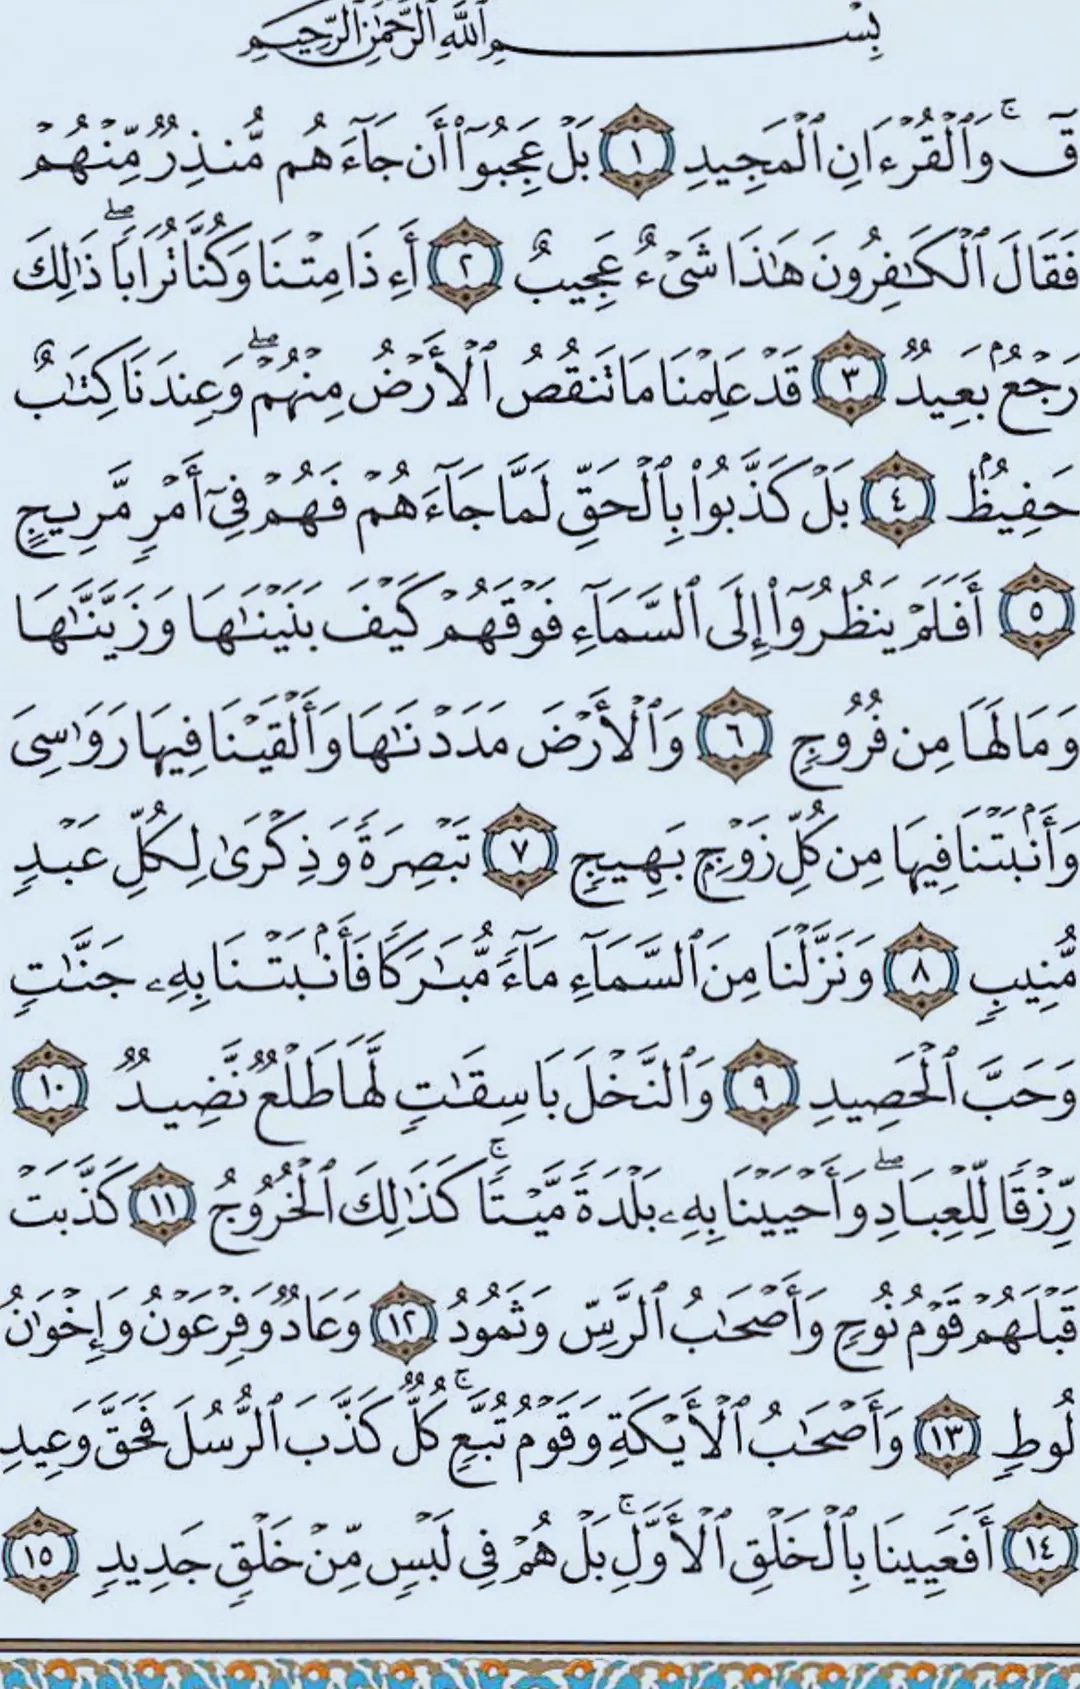 بِسْمِ ٱللَّهِ ٱلرَّحْمَٰنِ ٱلرَّحِيمِ
قٓۚ وَٱلْقُرْءَانِ ٱلْمَجِيدِ ١ بَلْ عَجِبُوٓا۟ أَن جَآءَهُم مُّنذِرٌ مِّنْهُمْ
فَقَالَ ٱلْكَـٰفِرُونَ هَـٰذَا شَىْءٌ عَجِيبٌ ٢ أَءِذَا مِتْنَا وَكُنَّا تُرَابًاۖ ذَٰلِكَ
رَجْعٌۢ بَعِيدٌ ٣ قَدْ عَلِمْنَا مَا تَنقُصُ ٱلْأَرْضُ مِنْهُمْۖ وَعِندَنَا كِتَـٰبٌ
حَفِيظٌۢ ٤ بَلْ كَذَّبُوا۟ بِٱلْحَقِّ لَمَّا جَآءَهُمْ فَهُمْ فِىٓ أَمْرٍ مَّرِيجٍ
٥ أَفَلَمْ يَنظُرُوٓا۟ إِلَى ٱلسَّمَآءِ فَوْقَهُمْ كَيْفَ بَنَيْنَـٰهَا وَزَيَّنَّـٰهَا
وَمَا لَهَا مِن فُرُوجٍ ٦ وَٱلْأَرْضَ مَدَدْنَـٰهَا وَأَلْقَيْنَا فِيهَا رَوَٰسِىَ
وَأَنۢبَتْنَا فِيهَا مِن كُلِّ زَوْجٍۭ بَهِيجٍ ٧ تَبْصِرَةً وَذِكْرَىٰ لِكُلِّ عَبْدٍ
مُّنِيبٍ ٨ وَنَزَّلْنَا مِنَ ٱلسَّمَآءِ مَآءً مُّبَـٰرَكًا فَأَنۢبَتْنَا بِهِۦ جَنَّـٰتٍ
وَحَبَّ ٱلْحَصِيدِ ٩ وَٱلنَّخْلَ بَاسِقَـٰتٍ لَّهَا طَلْعٌ نَّضِيدٌ ١٠
رِّزْقًا لِّلْعِبَادِۖ وَأَحْيَيْنَا بِهِۦ بَلْدَةً مَّيْتًاۚ كَذَٰلِكَ ٱلْخُرُوجُ ١١ كَذَّبَتْ
قَبْلَهُمْ قَوْمُ نُوحٍ وَأَصْحَـٰبُ ٱلرَّسِّ وَثَمُودُ ١٢ وَعَادٌ وَفِرْعَوْنُ وَإِخْوَٰنُ
لُوطٍ ١٣ وَأَصْحَـٰبُ ٱلْأَيْكَةِ وَقَوْمُ تُبَّعٍۚ كُلٌّ كَذَّبَ ٱلرُّسُلَ فَحَقَّ وَعِيدِ
١٤ أَفَعَيِينَا بِٱلْخَلْقِ ٱلْأَوَّلِۚ بَلْ هُمْ فِى لَبْسٍ مِّنْ خَلْقٍ جَدِيدٍ ١٥